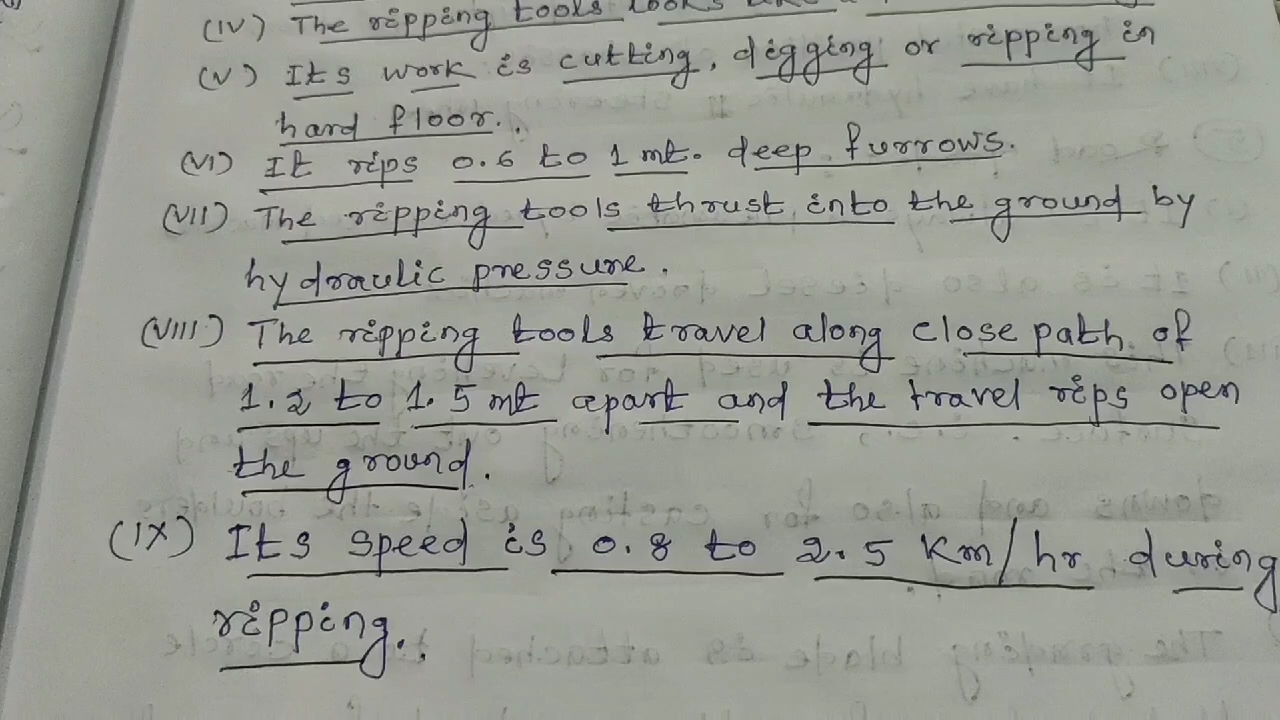 (IV) The ripping tools looks like a
(V) Its work is cutting, digging or ripping in
hard floor.
(VI) It rips 0.6 to 1 mt. deep furrows.
(VII) The ripping tools thrust into the ground by
hydraulic pressure.
(VIII) The ripping tools travel along close path of
1.2 to 1.5 mt apart and the travel rips open
the ground.
(IX) Its speed is 0.8 to 2.5 Km/hr during
ripping.